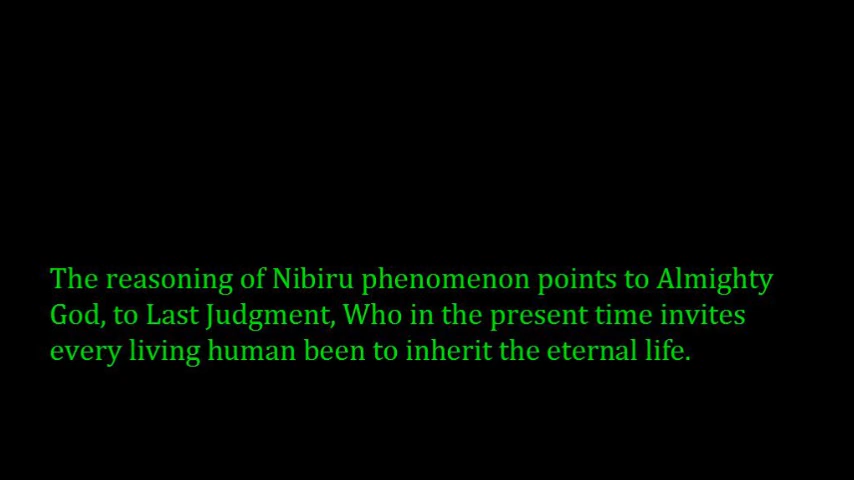 The reasoning of Nibiru phenomenon points to Almighty
God, to Last Judgment, Who in the present time invites
every living human been to inherit the eternal life.